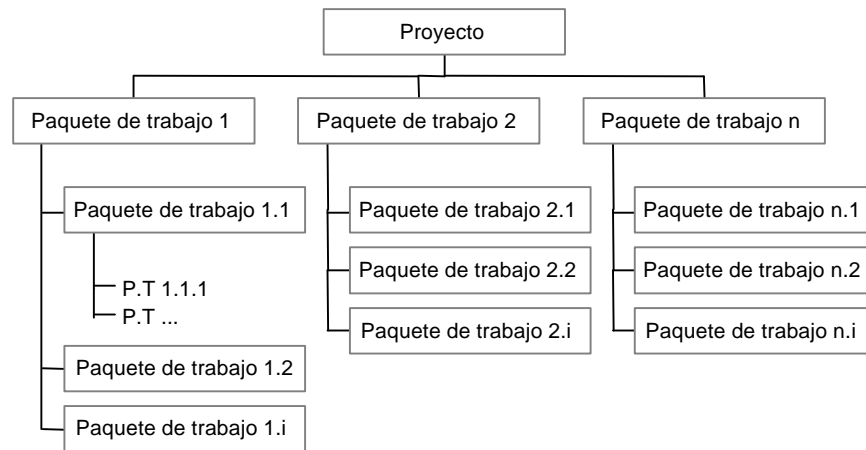 Proyecto
Paquete de trabajo 1
Paquete de trabajo 2
Paquete de trabajo n
Paquete de trabajo 1.1
P.T 1.1.1
P.T ...
Paquete de trabajo 1.2
Paquete de trabajo 1.i
Paquete de trabajo 2.1
Paquete de trabajo 2.2
Paquete de trabajo 2.i
Paquete de trabajo n.1
Paquete de trabajo n.2
Paquete de trabajo n.i